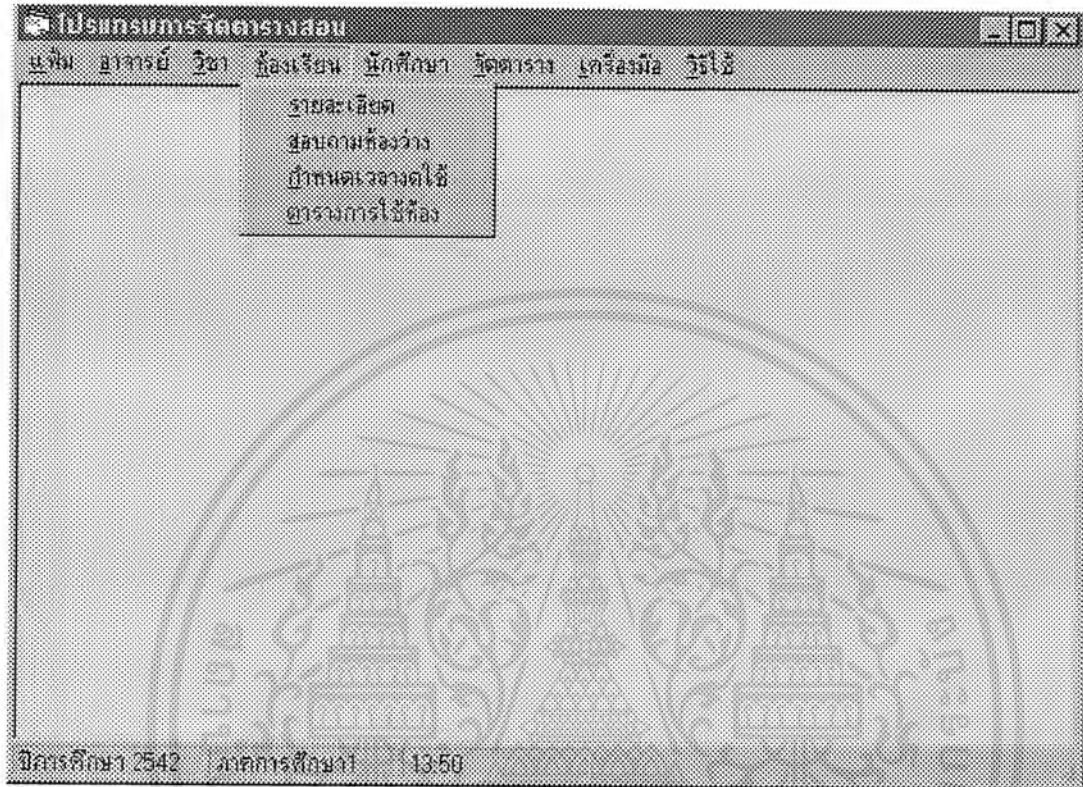 โปรแกรมการจัดตารางสอน
แฟ้ม อาจารย์ วิชา ห้องเรียน นักศึกษา จัดตาราง เครื่องมือ วิธีใช้
รายละเอียด
สอบถามห้องว่าง
กำหนดเวลางดใช้
ตารางการใช้ห้อง
ปีการศึกษา 2542 ภาคการศึกษา1 13:50